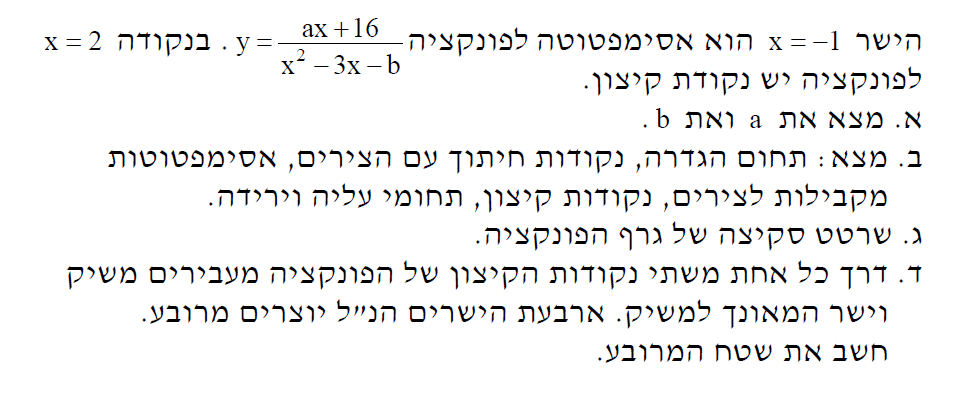 הישר x = −1 הוא אסימפטוטה לפונקציה y = (ax + 16)/(x² − 3x − b) . בנקודה x = 2
לפונקציה יש נקודת קיצון.
א. מצא את a ואת b .
ב. מצא: תחום הגדרה, נקודות חיתוך עם הצירים, אסימפטוטות
מקבילות לצירים, נקודות קיצון, תחומי עליה וירידה.
ג. שרטט סקיצה של גרף הפונקציה.
ד. דרך כל אחת משתי נקודות הקיצון של הפונקציה מעבירים משיק
וישר המאונך למשיק. ארבעת הישרים הנ״ל יוצרים מרובע.
חשב את שטח המרובע.